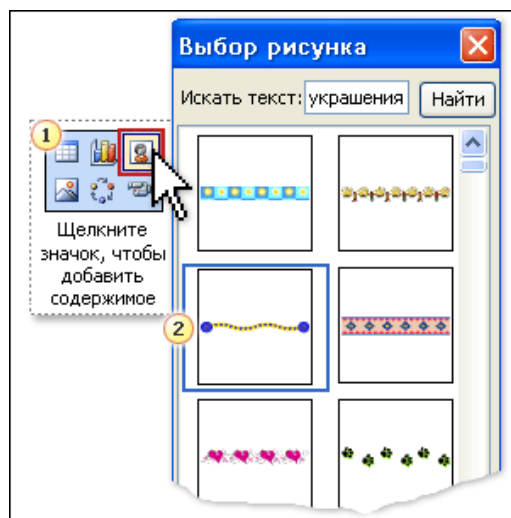 Выбор рисунка
Искать текст: украшения Найти
1
Щелкните
значок, чтобы
добавить
содержимое
2